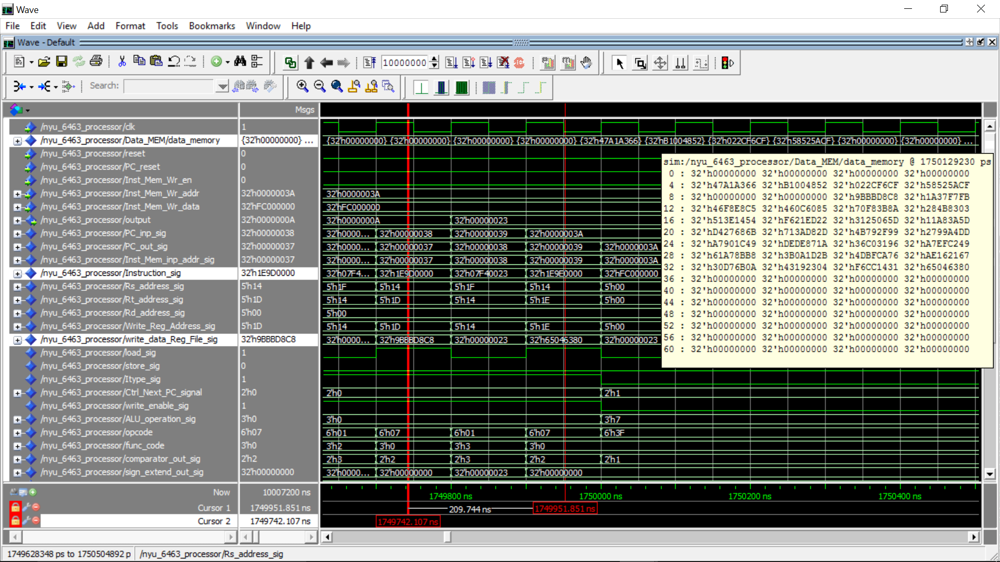 Wave
File Edit View Add Format Tools Bookmarks Window Help
Wave - Default
10000000
Search:
Msgs
/nyu_6463_processor/clk 1
/nyu_6463_processor/Data_MEM/data_memory {32'h00000000} ... {32'h00000000} {32'h00000000} {32'h00000000} {32'h00000000} {32'h47A1A366} {32'hB1004852} {32'h022CF6CF} {32'h58525ACF} {32'h00000000} {32'h00000000} ...
/nyu_6463_processor/reset 0
/nyu_6463_processor/PC_reset 0
/nyu_6463_processor/Inst_Mem_Wr_en 0
/nyu_6463_processor/Inst_Mem_Wr_addr 32'h0000003A 32'h0000003A
/nyu_6463_processor/Inst_Mem_Wr_data 32'hFC000000 32'hFC000000
/nyu_6463_processor/output 32'h0000000A 32'h0000000A 32'h00000023
/nyu_6463_processor/PC_inp_sig 32'h00000038 32'h0000... 32'h00000038 32'h00000039 32'h0000003A
/nyu_6463_processor/PC_out_sig 32'h00000037 32'h0000... 32'h00000037 32'h00000038 32'h00000039 32'h0000003A
/nyu_6463_processor/Inst_Mem_inp_addr_sig 32'h00000037 32'h0000... 32'h00000037 32'h00000038 32'h00000039 32'h0000003A
/nyu_6463_processor/Instruction_sig 32'h1E9D0000 32'h07F4... 32'h1E9D0000 32'h07F40023 32'h1E9E0000 32'hFC000000
/nyu_6463_processor/Rs_address_sig 5'h14 5'h1F 5'h14 5'h1F 5'h14 5'h00
/nyu_6463_processor/Rt_address_sig 5'h1D 5'h14 5'h1D 5'h14 5'h1E 5'h00
/nyu_6463_processor/Rd_address_sig 5'h00 5'h00
/nyu_6463_processor/Write_Reg_Address_sig 5'h1D 5'h14 5'h1D 5'h14 5'h1E 5'h00
/nyu_6463_processor/write_data_Reg_File_sig 32'h9BBBD8C8 32'h0000... 32'h9BBBD8C8 32'h00000023 32'h65046380 32'h00000023
/nyu_6463_processor/load_sig 1
/nyu_6463_processor/store_sig 0
/nyu_6463_processor/Itype_sig 1
/nyu_6463_processor/Ctrl_Next_PC_signal 2'h0 2'h0 2'h1
/nyu_6463_processor/write_enable_sig 1
/nyu_6463_processor/ALU_operation_sig 3'h0 3'h0 3'h7
/nyu_6463_processor/opcode 6'h07 6'h01 6'h07 6'h01 6'h07 6'h3F
/nyu_6463_processor/func_code 3'h0 3'h2 3'h0 3'h3 3'h0
/nyu_6463_processor/comparator_out_sig 2'h2 2'h3 2'h2 2'h3 2'h2 2'h1
/nyu_6463_processor/sign_extend_out_sig 32'h00000000 32'h0000... 32'h00000000 32'h00000023 32'h00000000
sim:/nyu_6463_processor/Data_MEM/data_memory @ 1750129230 ps
0 : 32'h00000000 32'h00000000 32'h00000000 32'h00000000
4 : 32'h47A1A366 32'hB1004852 32'h022CF6CF 32'h58525ACF
8 : 32'h00000000 32'h00000000 32'h9BBBD8C8 32'h1A37F7FB
12 : 32'h46F8E8C5 32'h460C6085 32'h70F83B8A 32'h284B8303
16 : 32'h513E1454 32'hF621ED22 32'h3125065D 32'h11A83A5D
20 : 32'hD427686B 32'h713AD82D 32'h4B792F99 32'h2799A4DD
24 : 32'hA7901C49 32'hDEDE871A 32'h36C03196 32'hA7EFC249
28 : 32'h61A78BB8 32'h3B0A1D2B 32'h4DBFCA76 32'hAE162167
32 : 32'h30D76B0A 32'h43192304 32'hF6CC1431 32'h65046380
36 : 32'h00000000 32'h00000000 32'h00000000 32'h00000000
40 : 32'h00000000 32'h00000000 32'h00000000 32'h00000000
44 : 32'h00000000 32'h00000000 32'h00000000 32'h00000000
48 : 32'h00000000 32'h00000000 32'h00000000 32'h00000000
52 : 32'h00000000 32'h00000000 32'h00000000 32'h00000000
56 : 32'h00000000 32'h00000000 32'h00000000 32'h00000000
60 : 32'h00000000 32'h00000000 32'h00000000 32'h00000000
Now 10007200 ns 1749800 ns 1750000 ns 1750200 ns 1750400 ns
Cursor 1 1749951.851 ns 209.744 ns 1749951.851 ns
Cursor 2 1749742.107 ns 1749742.107 ns
1749628348 ps to 1750504892 p /nyu_6463_processor/Rs_address_sig